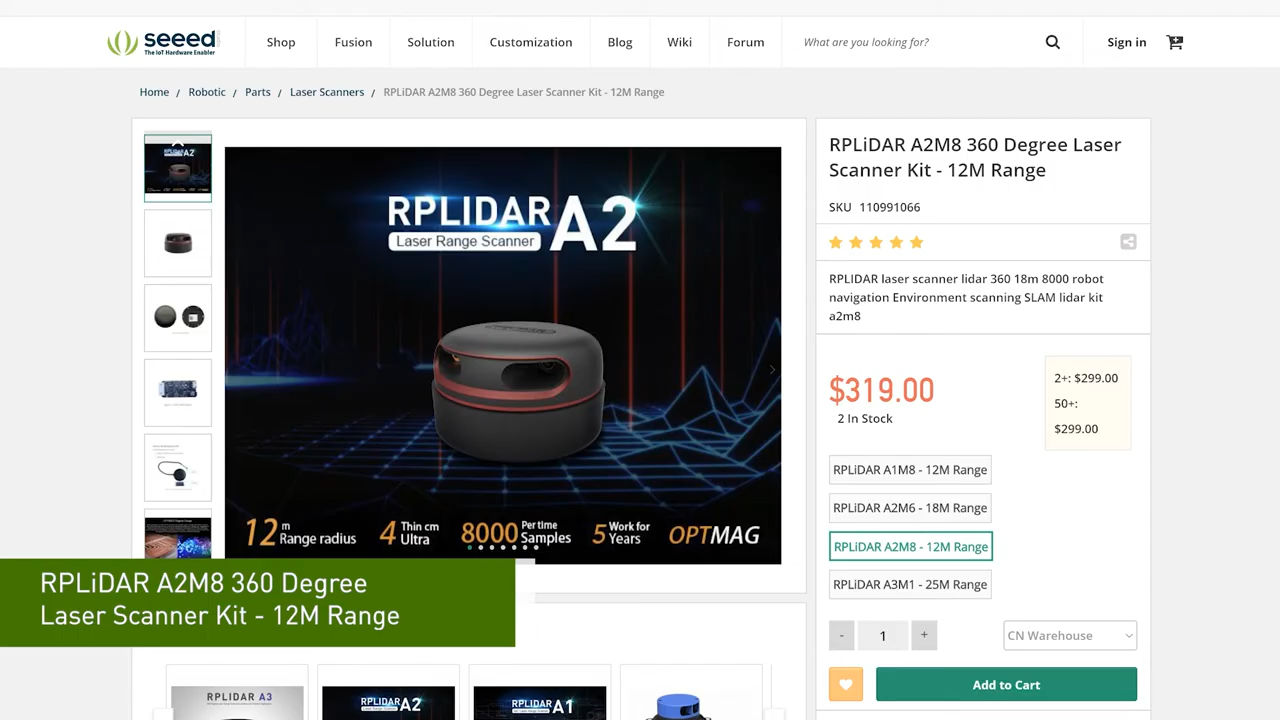 seeed
The IoT Hardware Enabler
Shop
Fusion
Solution
Customization
Blog
Wiki
Forum
What are you looking for?
Sign in
Home / Robotic / Parts / Laser Scanners / RPLiDAR A2M8 360 Degree Laser Scanner Kit - 12M Range
RPLIDAR A2
Laser Range Scanner
12 m Range radius
4 Thin cm Ultra
8000 Per time Samples
5 Work for Years
OPTMAG
RPLiDAR A2M8 360 Degree Laser
Scanner Kit - 12M Range
SKU 110991066
RPLIDAR laser scanner lidar 360 18m 8000 robot
navigation Environment scanning SLAM lidar kit
a2m8
$319.00
2 In Stock
2+: $299.00
50+:
$299.00
RPLiDAR A1M8 - 12M Range
RPLiDAR A2M6 - 18M Range
RPLiDAR A2M8 - 12M Range
RPLiDAR A3M1 - 25M Range
- 1 +
CN Warehouse
Add to Cart
RPLiDAR A2M8 360 Degree
Laser Scanner Kit - 12M Range
RPLIDAR A3
RPLIDAR A2
RPLIDAR A1